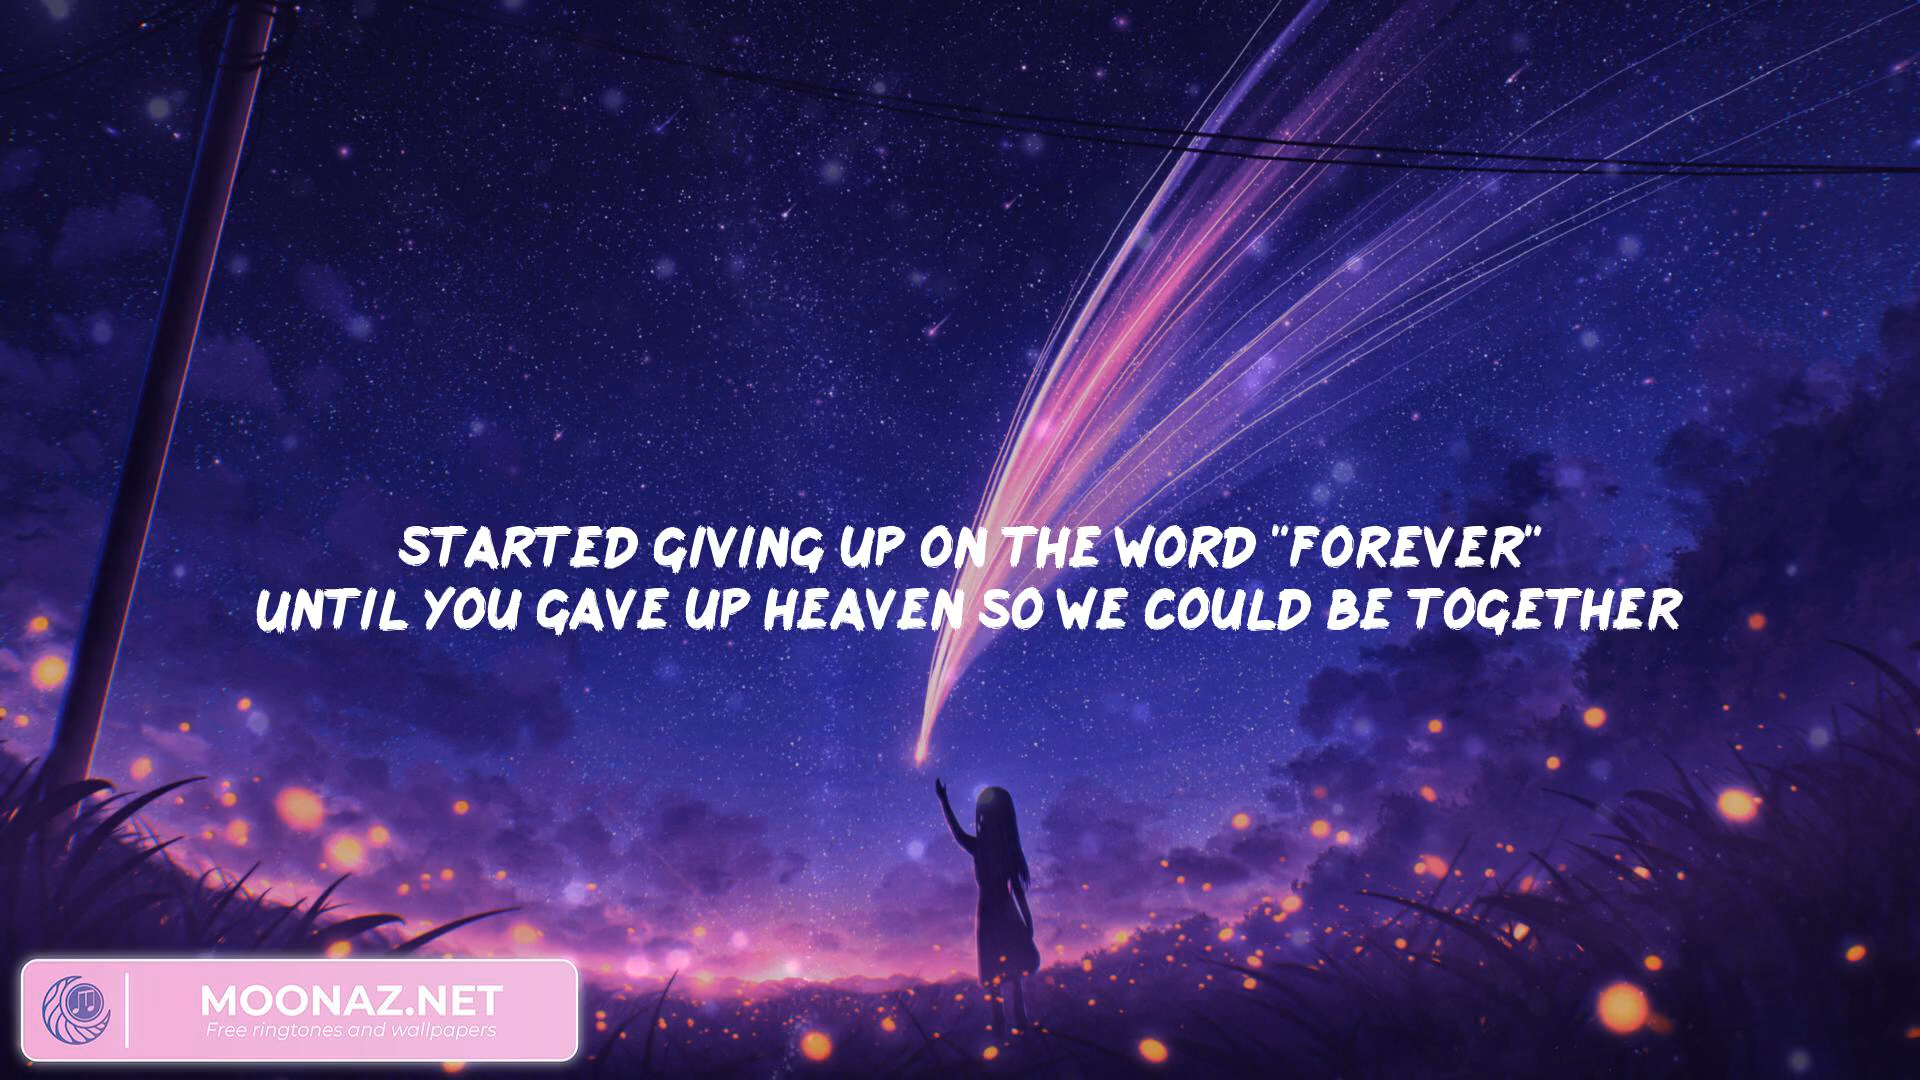 STARTED GIVING UP ON THE WORD "FOREVER"
UNTIL YOU GAVE UP HEAVEN SO WE COULD BE TOGETHER
MOONAZ.NET
Free ringtones and wallpapers